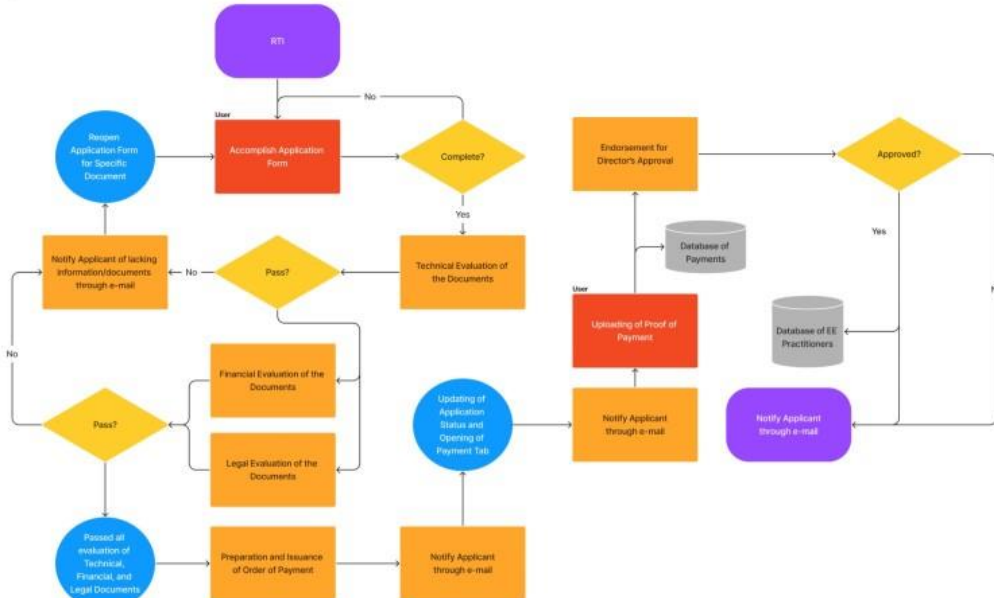 RTI
No
User
Reopen
Application Form
for Specific
Document
Accomplish Application
Form
Complete?
Yes
Notify Applicant of lacking
information/documents
through e-mail
No
Pass?
Technical Evaluation of
the Documents
No
Financial Evaluation of the
Documents
Pass?
Legal Evaluation of the
Documents
Passed all
evaluation of
Technical,
Financial, and
Legal Documents
Preparation and Issuance
of Order of Payment
Notify Applicant
through e-mail
Updating of
Application
Status and
Opening of
Payment Tab
Notify Applicant
through e-mail
User
Uploading of Proof of
Payment
Database of
Payments
Endorsement for
Director's Approval
Approved?
Yes
Database of EE
Practitioners
Notify Applicant
through e-mail